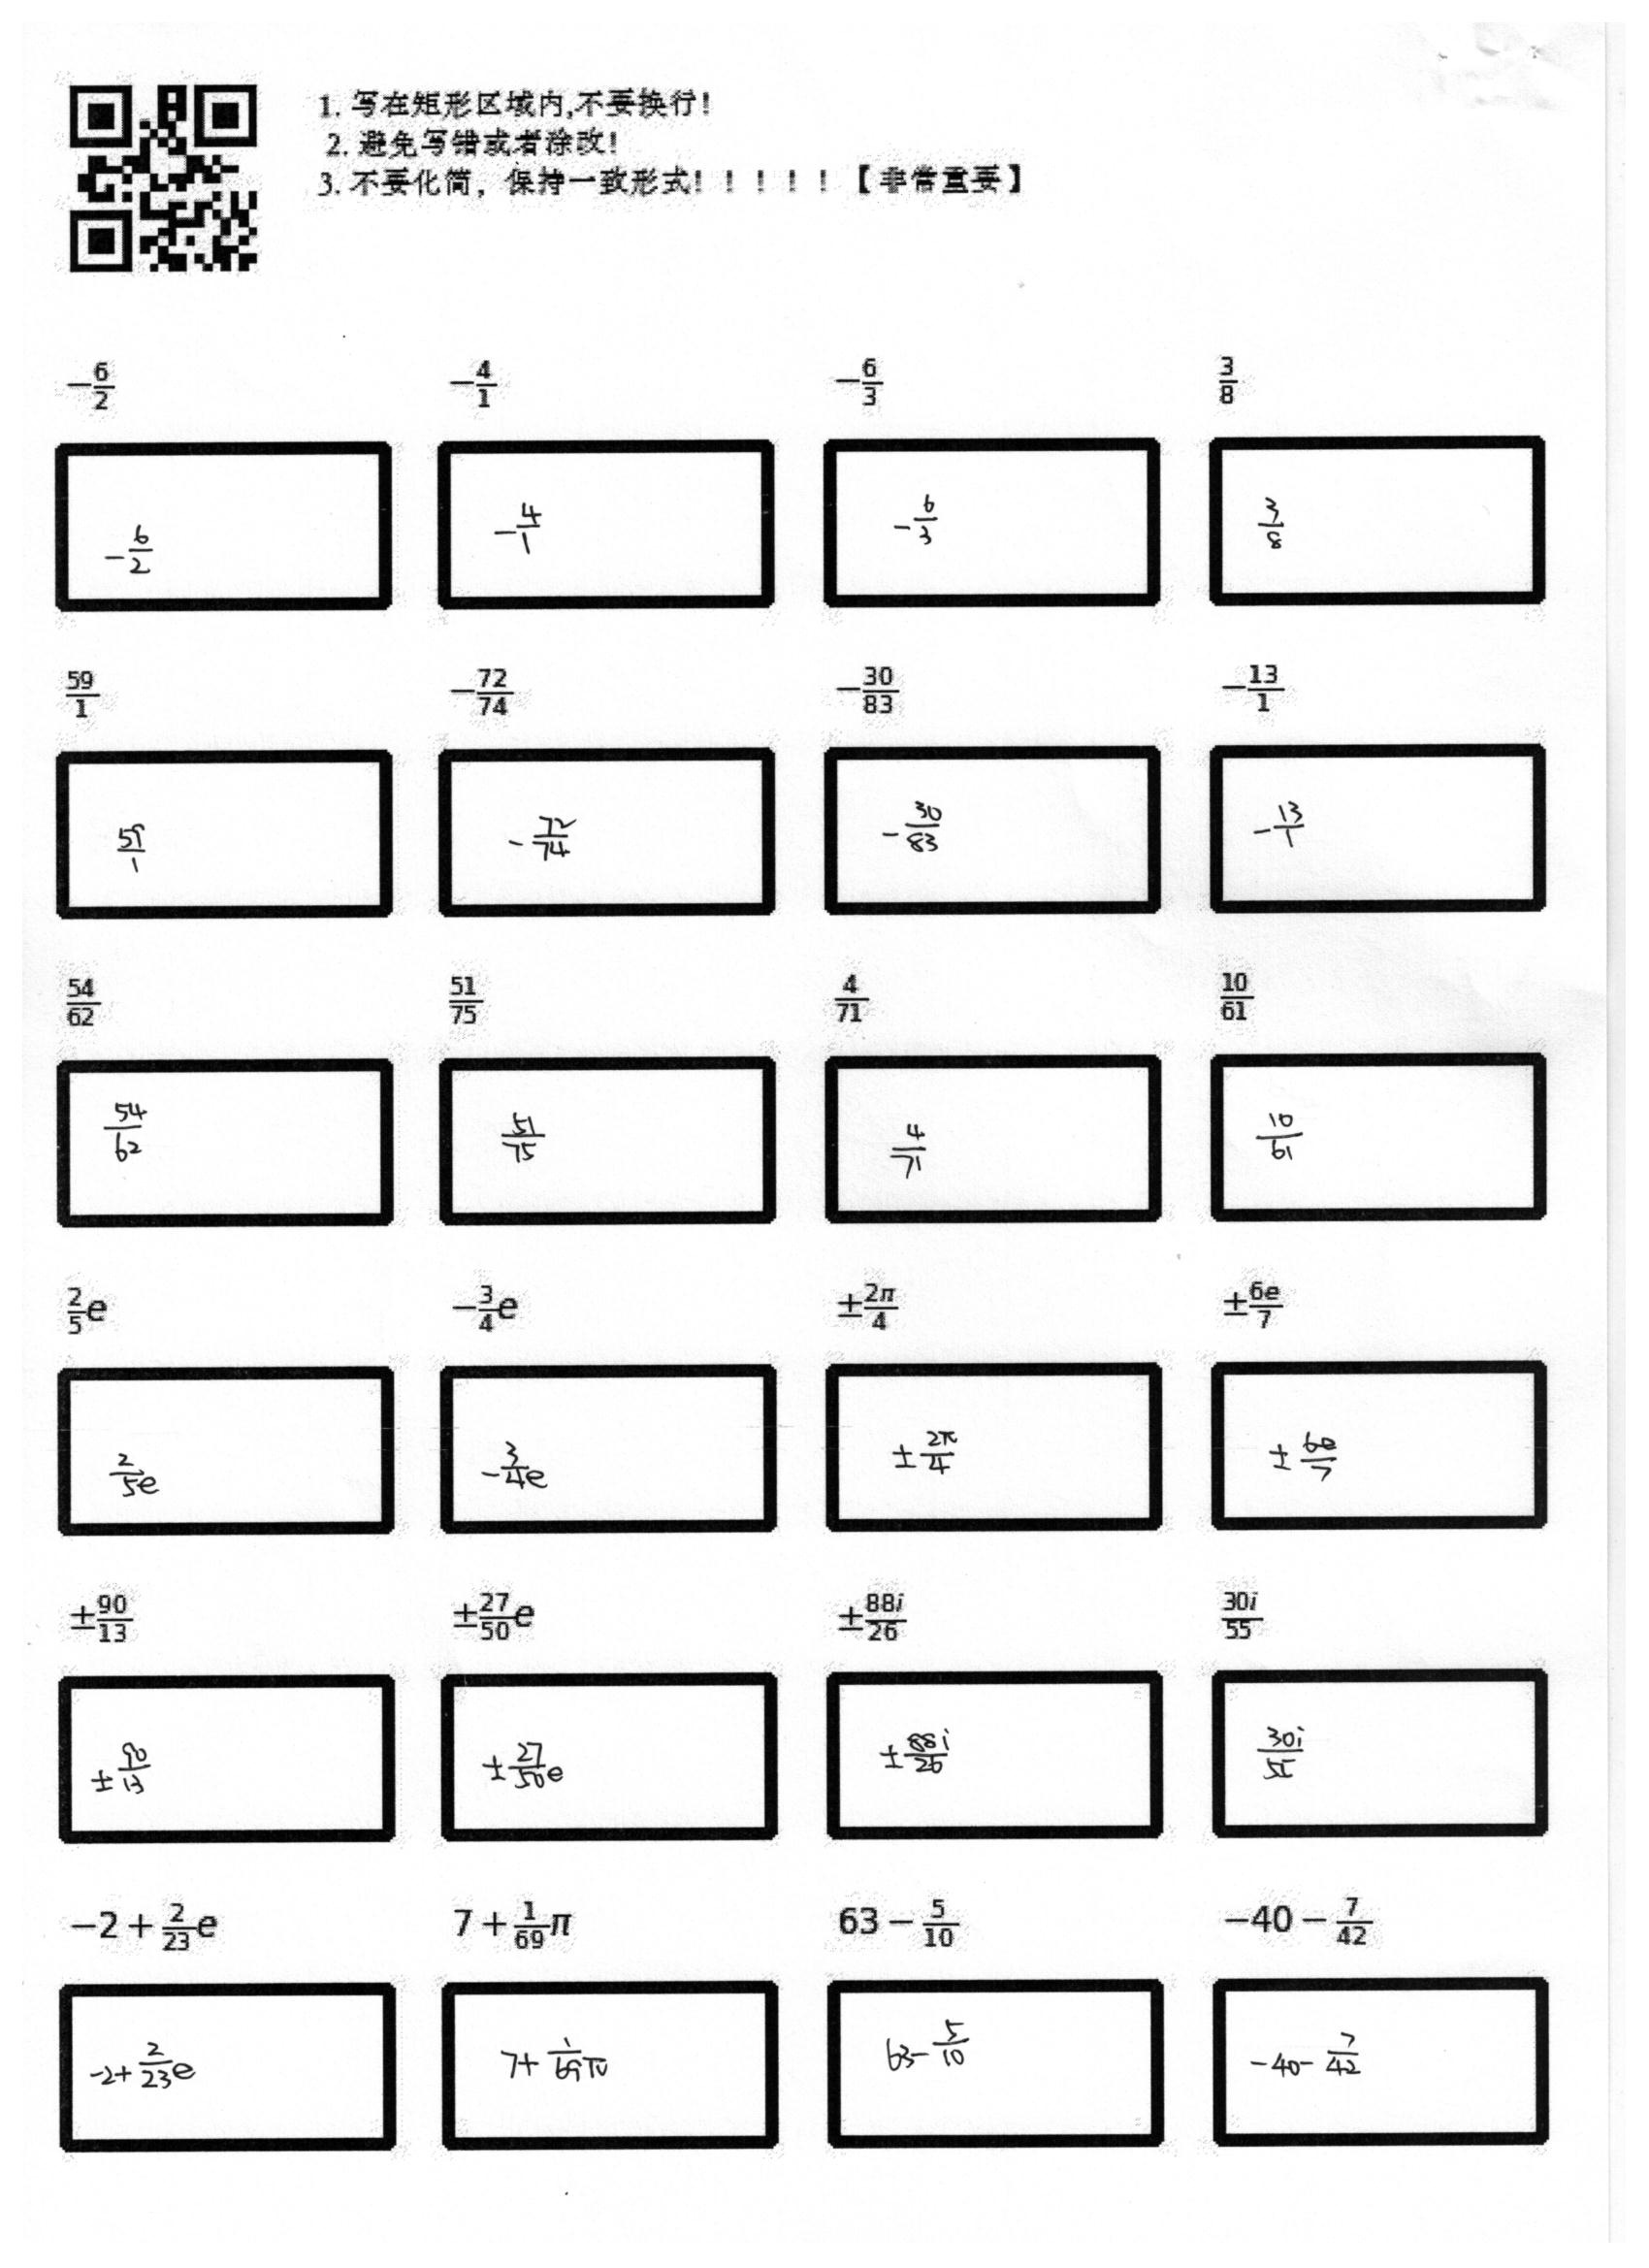 1. 写在矩形区域内,不要换行!
2. 避免写错或者涂改!
3. 不要化简，保持一致形式! ! ! ! !【非常重要】
$-\frac{6}{2}$ $-\frac{4}{1}$ $-\frac{6}{3}$ $\frac{3}{8}$
$-\frac{6}{2}$ $-\frac{4}{1}$ $-\frac{6}{3}$ $\frac{3}{8}$
$\frac{59}{1}$ $-\frac{72}{74}$ $-\frac{30}{83}$ $-\frac{13}{1}$
$\frac{59}{1}$ $-\frac{72}{74}$ $-\frac{30}{83}$ $-\frac{13}{1}$
$\frac{54}{62}$ $\frac{51}{75}$ $\frac{4}{71}$ $\frac{10}{61}$
$\frac{54}{62}$ $\frac{51}{75}$ $\frac{4}{71}$ $\frac{10}{61}$
$\frac{2}{5}e$ $-\frac{3}{4}e$ $\pm\frac{2\pi}{4}$ $\pm\frac{6e}{7}$
$\frac{2}{5e}$ $-\frac{3}{4e}$ $\pm\frac{2\pi}{4}$ $\pm\frac{6e}{7}$
$\pm\frac{90}{13}$ $\pm\frac{27}{50}e$ $\pm\frac{88i}{26}$ $\frac{30i}{55}$
$\pm\frac{90}{13}$ $\pm\frac{27}{50}e$ $\pm\frac{88i}{26}$ $\frac{30i}{55}$
$-2+\frac{2}{23}e$ $7+\frac{1}{69}\pi$ $63-\frac{5}{10}$ $-40-\frac{7}{42}$
$-2+\frac{2}{23}e$ $7+\frac{1}{69}\pi$ $63-\frac{5}{10}$ $-40-\frac{7}{42}$